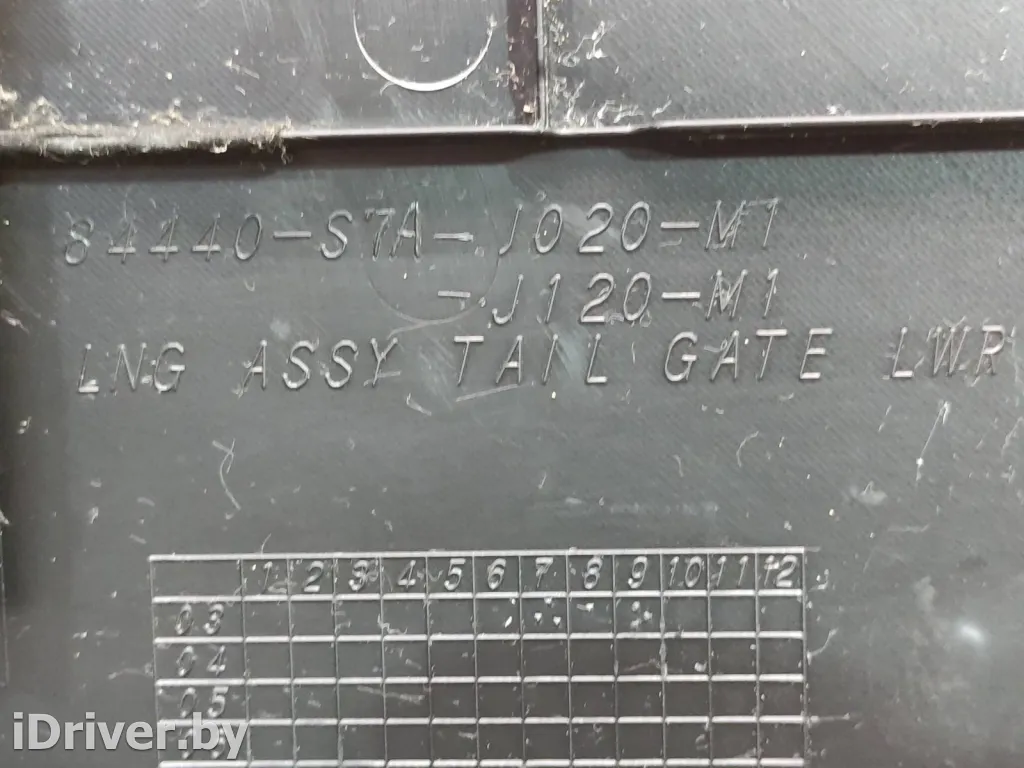 84440-S7A-J020-M1
-J120-M1
LNG ASSY TAIL GATE LWR
1 2 3 4 5 6 7 8 9 10 11 12
03
04
05
iDriver.by